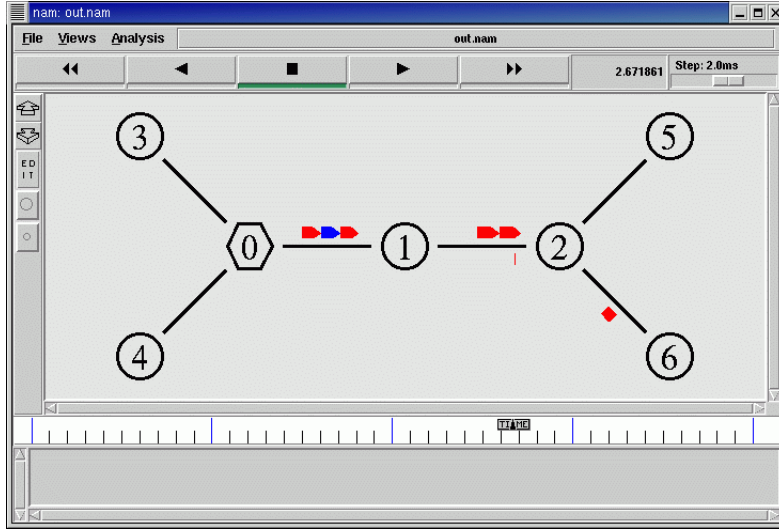 nam: out.nam
File Views Analysis out.nam
2.671861 Step: 2.0ms
3 5
ED
IT
0 1 2
4 6
TIME